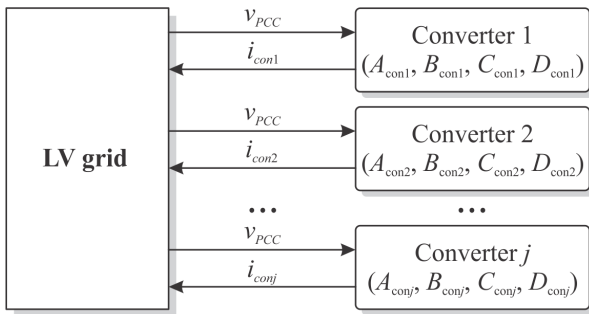 v_PCC
Converter 1
i_con1
(A_con1, B_con1, C_con1, D_con1)
v_PCC
Converter 2
LV grid
i_con2
(A_con2, B_con2, C_con2, D_con2)
... ...
v_PCC
Converter j
i_conj
(A_conj, B_conj, C_conj, D_conj)